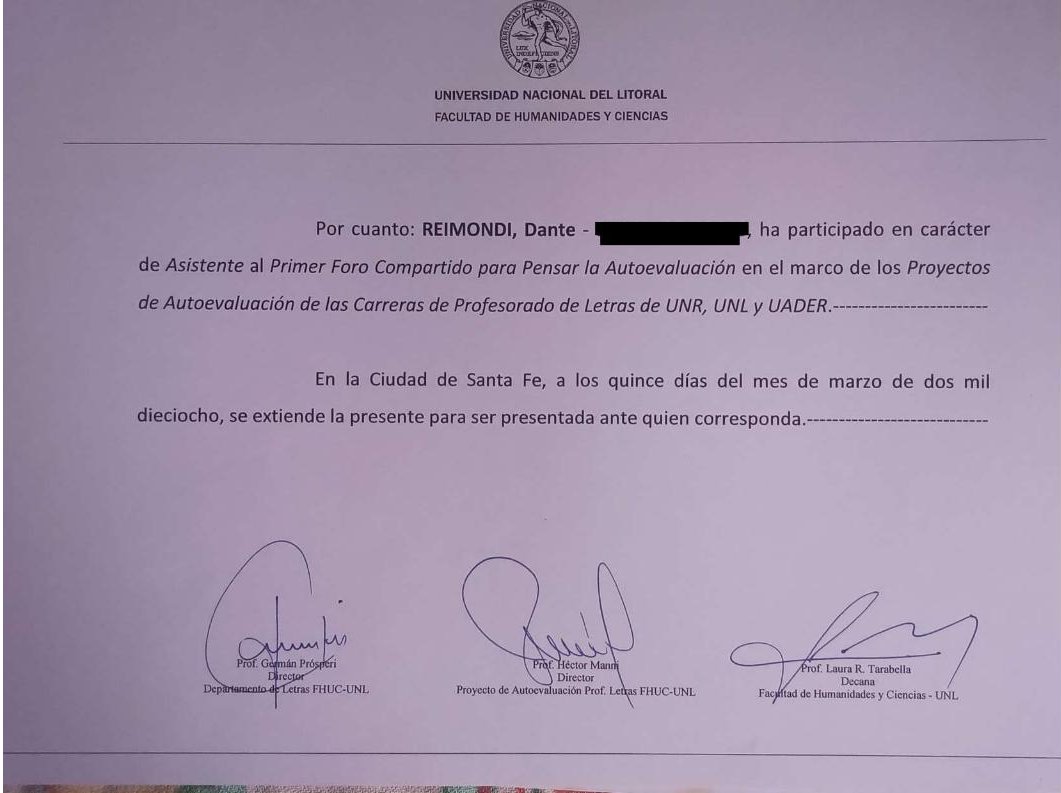 UNIVERSIDAD NACIONAL DEL LITORAL
LUX
INDEFICIENS
UNIVERSIDAD NACIONAL DEL LITORAL
FACULTAD DE HUMANIDADES Y CIENCIAS
Por cuanto: REIMONDI, Dante - , ha participado en carácter
de Asistente al Primer Foro Compartido para Pensar la Autoevaluación en el marco de los Proyectos
de Autoevaluación de las Carreras de Profesorado de Letras de UNR, UNL y UADER.-------------------------
En la Ciudad de Santa Fe, a los quince días del mes de marzo de dos mil
dieciocho, se extiende la presente para ser presentada ante quien corresponda.-----------------------------
Prof. Germán Prósperi
Director
Departamento de Letras FHUC-UNL
Prof. Héctor Manni
Director
Proyecto de Autoevaluación Prof. Letras FHUC-UNL
Prof. Laura R. Tarabella
Decana
Facultad de Humanidades y Ciencias - UNL